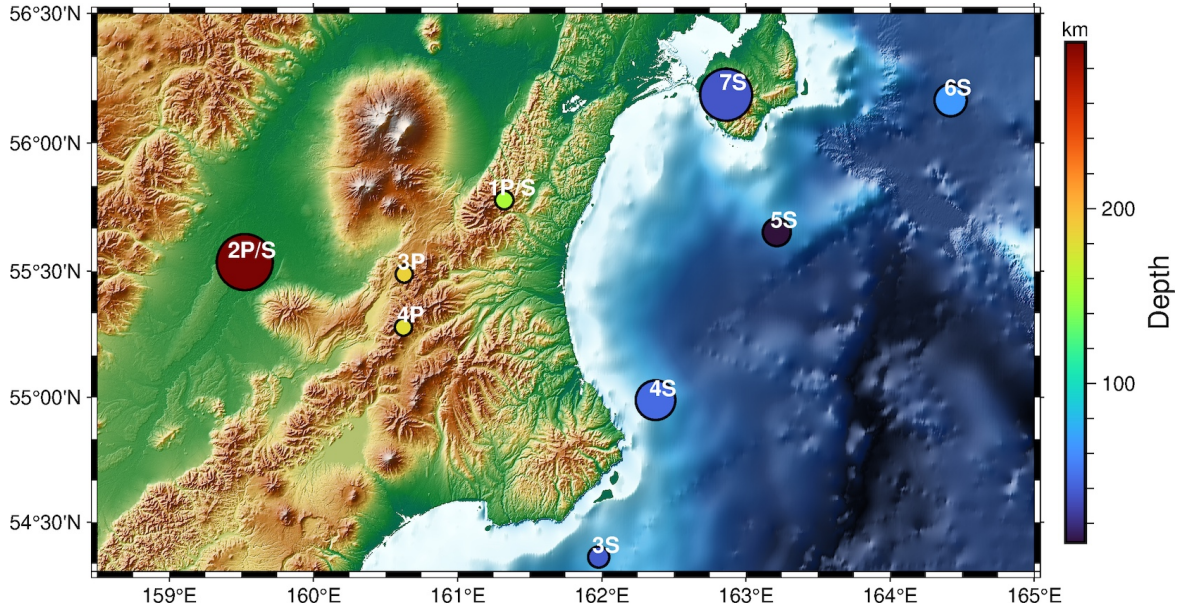 56°30'N
56°00'N
55°30'N
55°00'N
54°30'N
7S
6S
1P/S
5S
2P/S
3P
4P
4S
3S
159°E
160°E
161°E
162°E
163°E
164°E
165°E
km
200
100
Depth